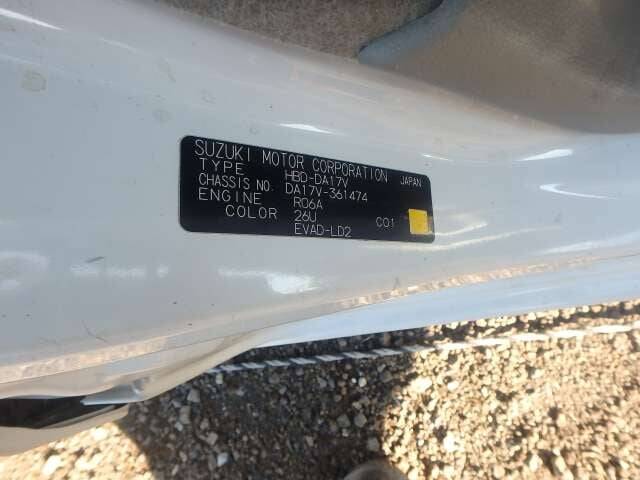 SUZUKI MOTOR CORPORATION JAPAN
TYPE HBD-DA17V
CHASSIS NO. DA17V-361474
ENGINE R06A
COLOR 26U C01
EVAD-LD2